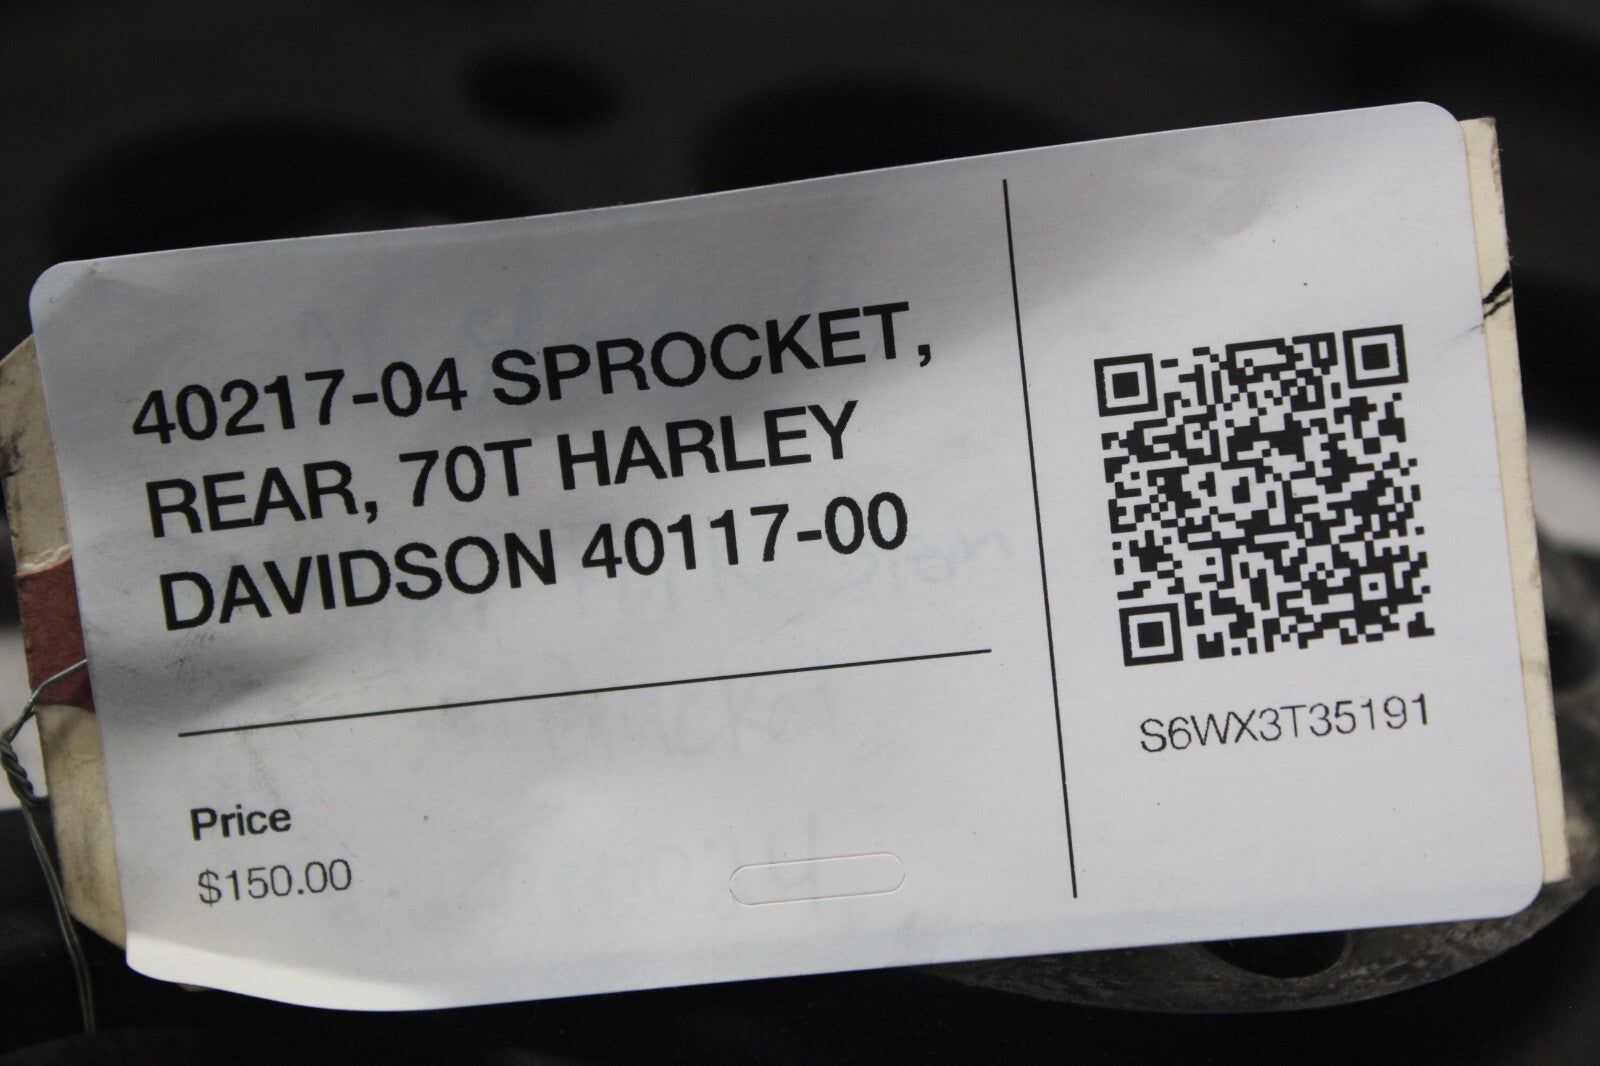 40217-04 SPROCKET,
REAR, 70T HARLEY
DAVIDSON 40117-00
Price
$150.00
S6WX3T35191